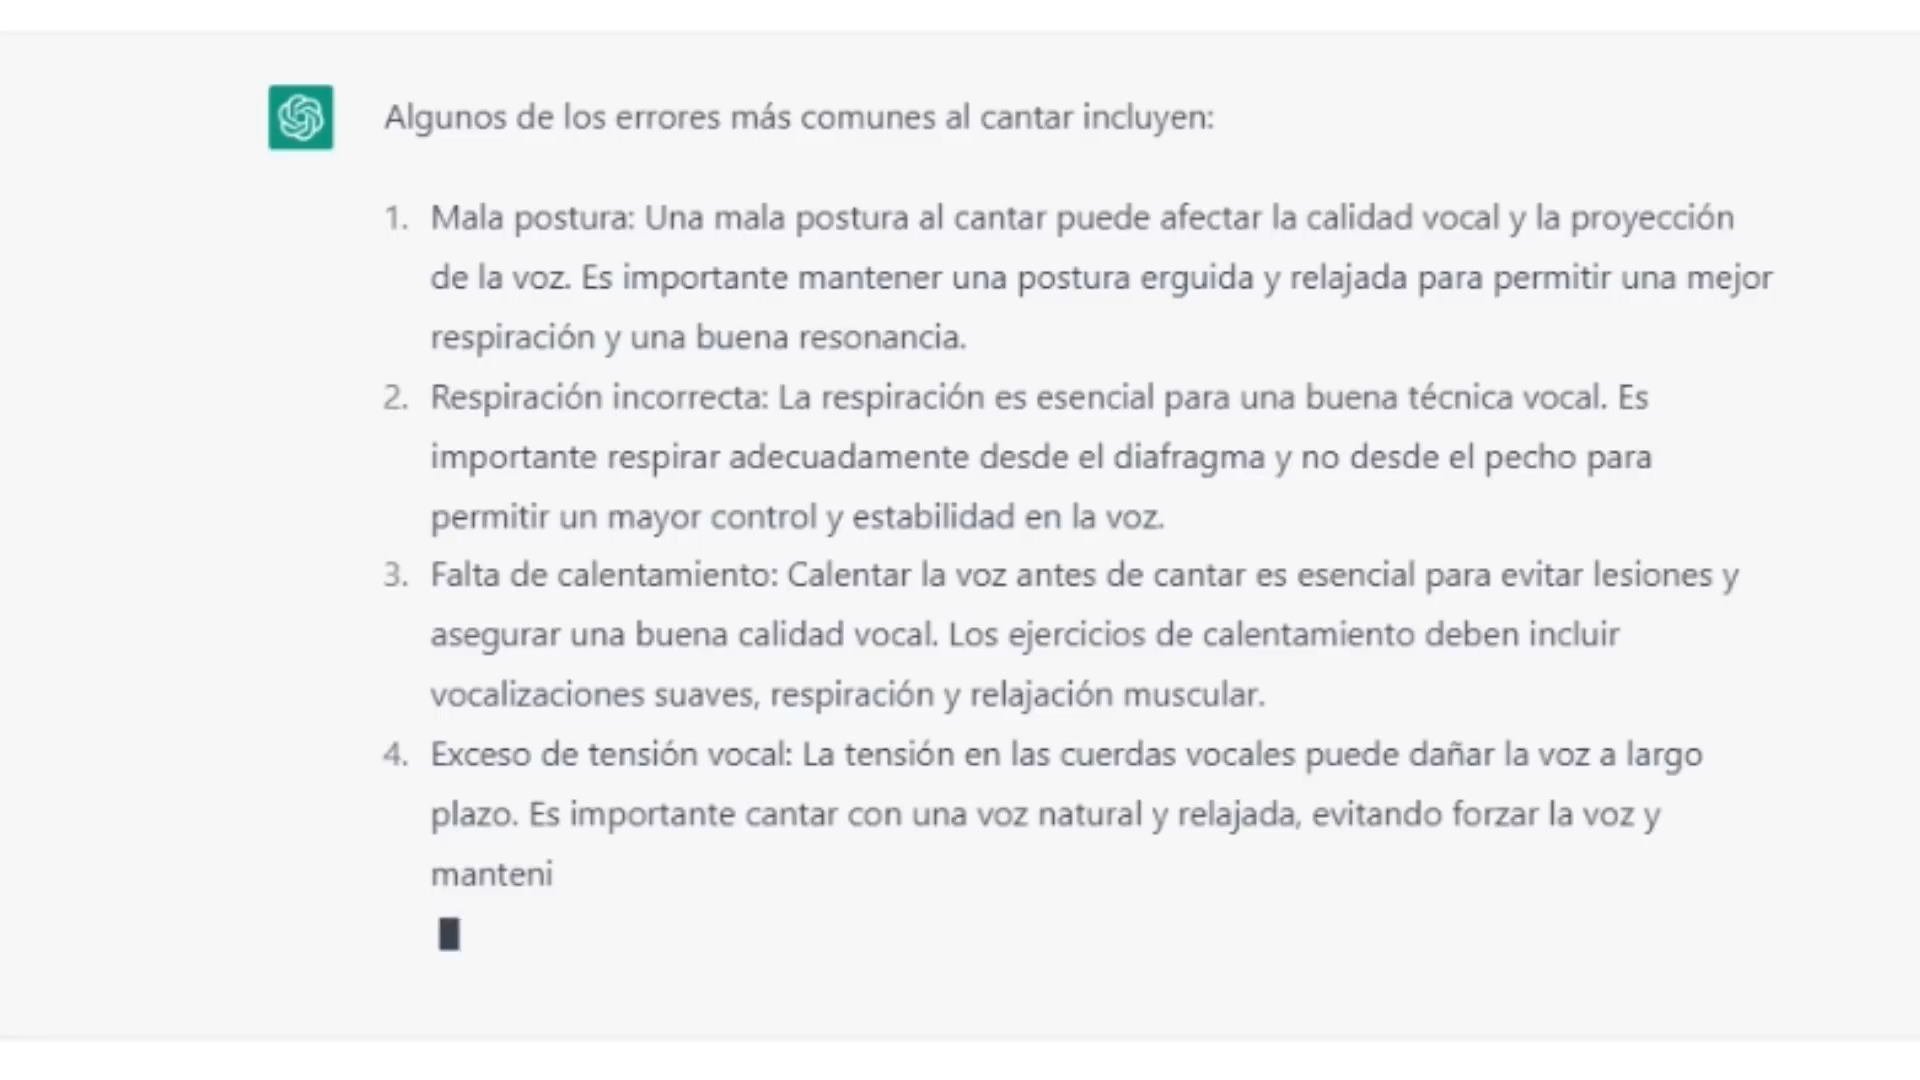 Algunos de los errores más comunes al cantar incluyen:
1. Mala postura: Una mala postura al cantar puede afectar la calidad vocal y la proyección
de la voz. Es importante mantener una postura erguida y relajada para permitir una mejor
respiración y una buena resonancia.
2. Respiración incorrecta: La respiración es esencial para una buena técnica vocal. Es
importante respirar adecuadamente desde el diafragma y no desde el pecho para
permitir un mayor control y estabilidad en la voz.
3. Falta de calentamiento: Calentar la voz antes de cantar es esencial para evitar lesiones y
asegurar una buena calidad vocal. Los ejercicios de calentamiento deben incluir
vocalizaciones suaves, respiración y relajación muscular.
4. Exceso de tensión vocal: La tensión en las cuerdas vocales puede dañar la voz a largo
plazo. Es importante cantar con una voz natural y relajada, evitando forzar la voz y
manteni